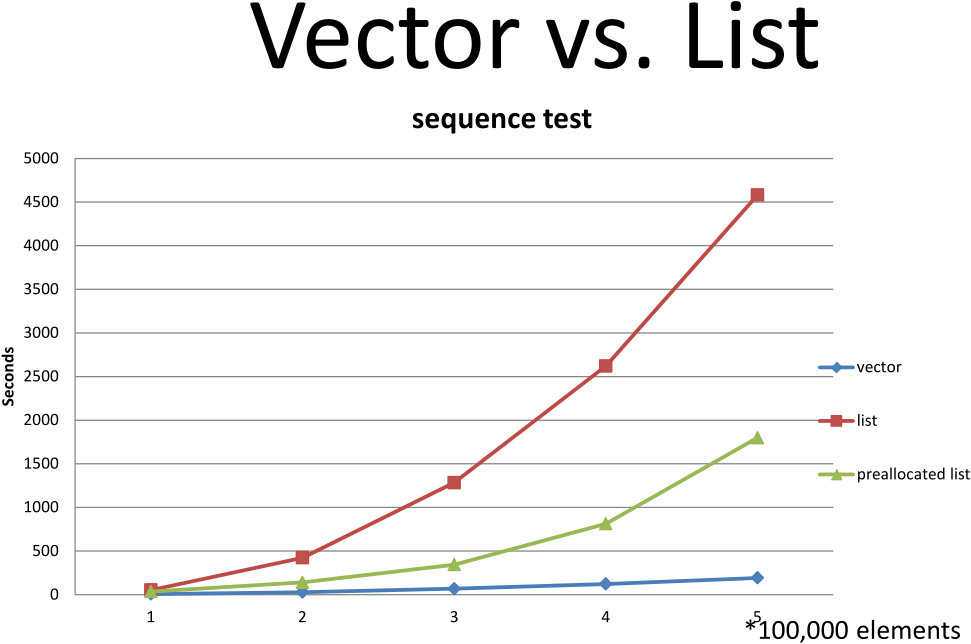 Vector vs. List
sequence test
5000
4500
4000
3500
3000
2500
2000
1500
1000
500
0
Seconds
1 2 3 4 5
vector
list
preallocated list
*100,000 elements